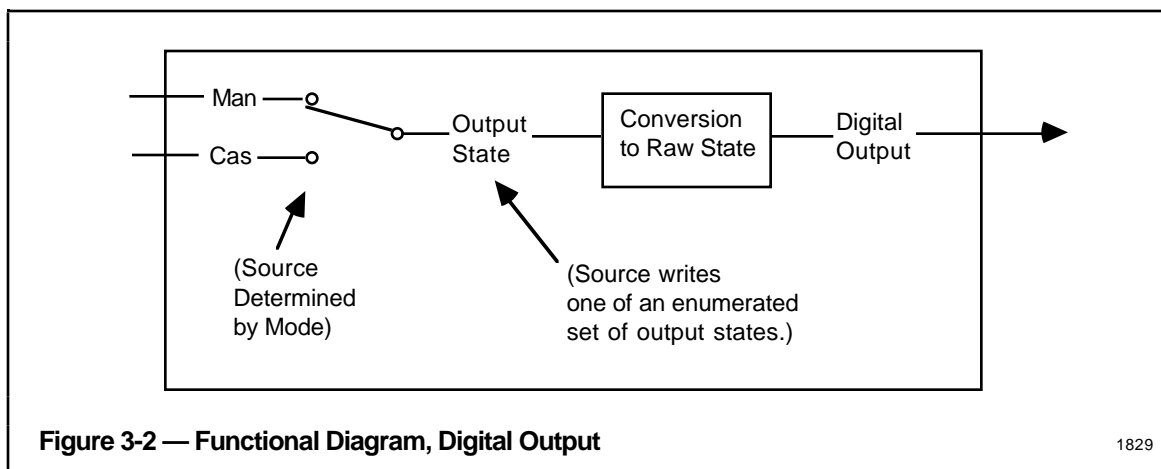 Man
Cas
Output
State
Conversion
to Raw State
Digital
Output
(Source
Determined
by Mode)
(Source writes
one of an enumerated
set of output states.)
Figure 3-2 — Functional Diagram, Digital Output
1829